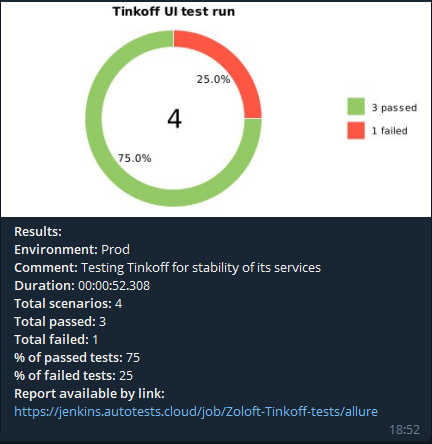 Tinkoff UI test run
25.0%
4
75.0%
3 passed
1 failed
Results:
Environment: Prod
Comment: Testing Tinkoff for stability of its services
Duration: 00:00:52.308
Total scenarios: 4
Total passed: 3
Total failed: 1
% of passed tests: 75
% of failed tests: 25
Report available by link:
https://jenkins.autotests.cloud/job/Zoloft-Tinkoff-tests/allure
18:52